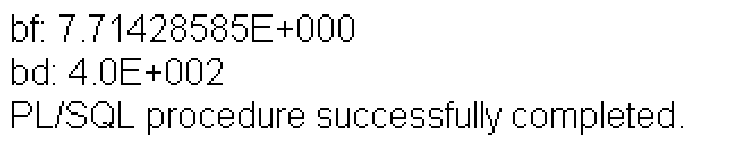 bf: 7.71428585E+000
bd: 4.0E+002
PL/SQL procedure successfully completed.